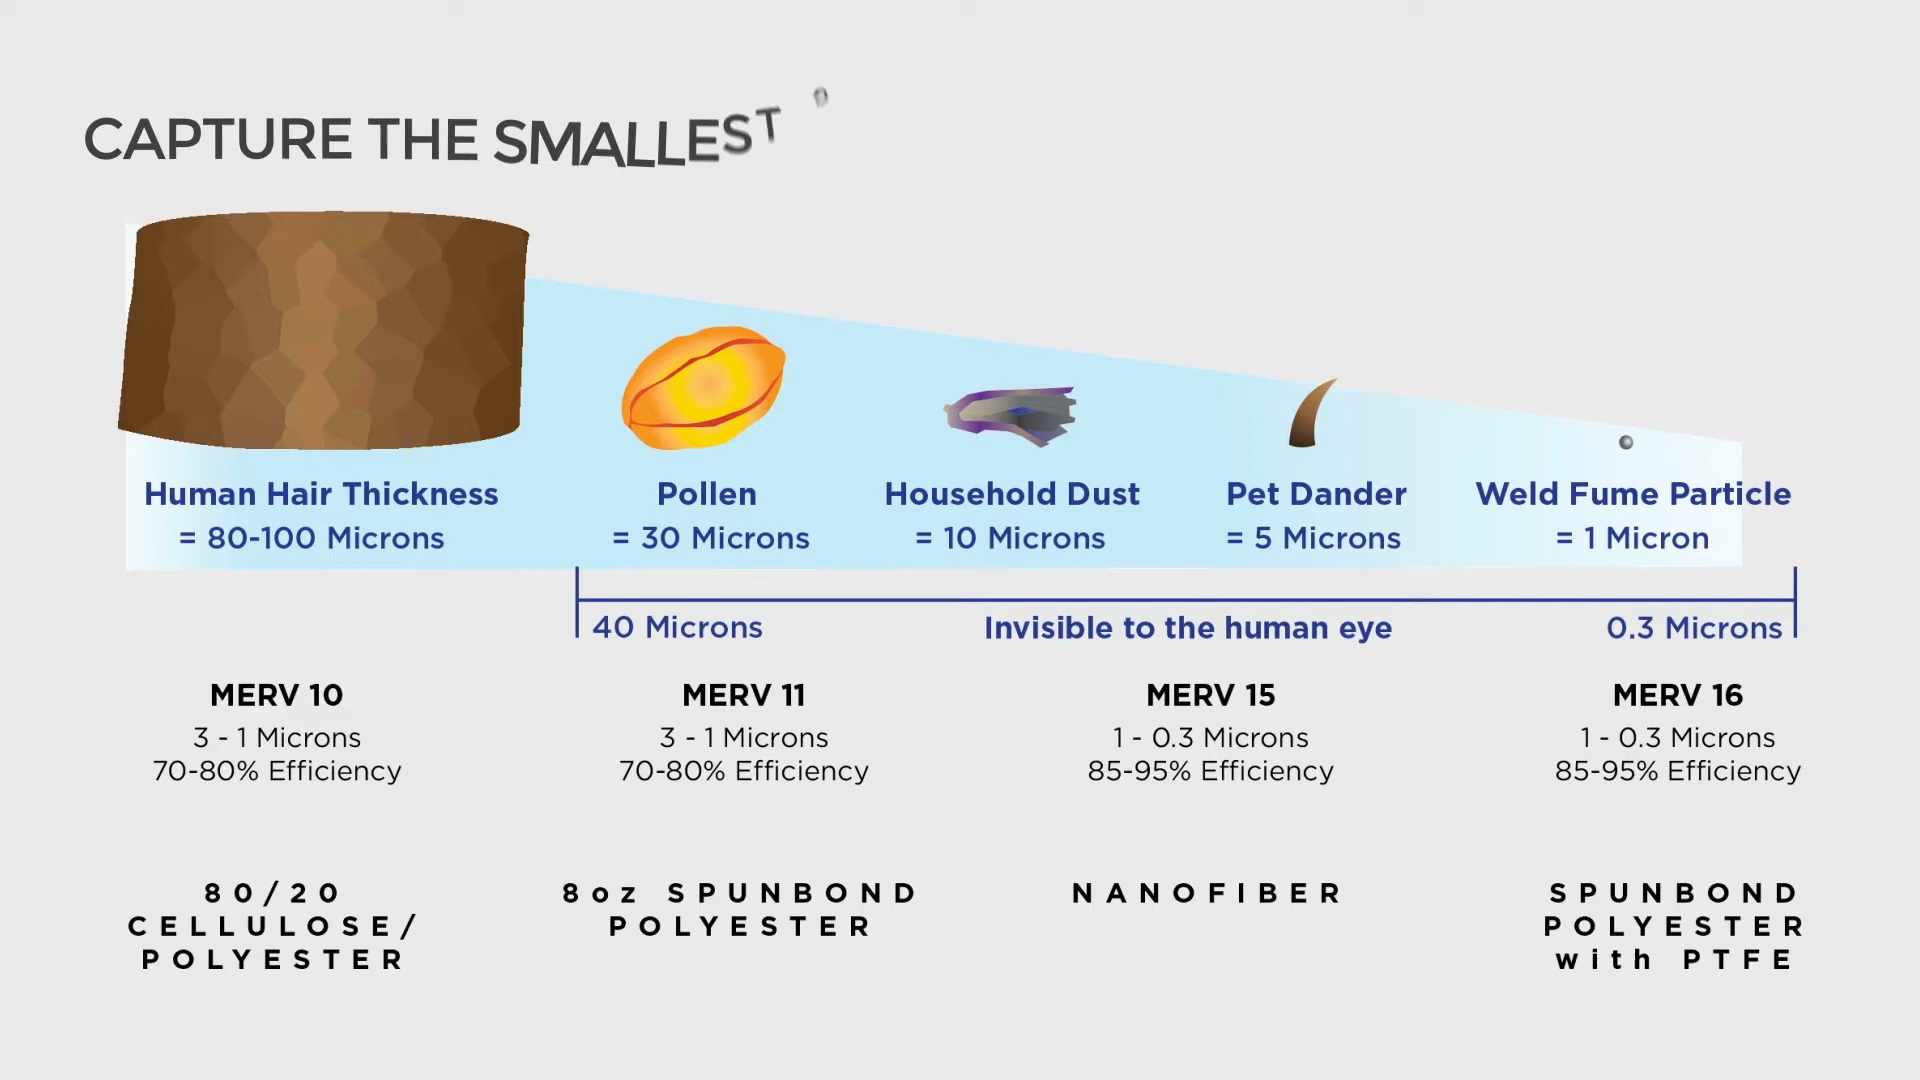 CAPTURE THE SMALLEST
Human Hair Thickness
= 80-100 Microns
Pollen
= 30 Microns
Household Dust
= 10 Microns
Pet Dander
= 5 Microns
Weld Fume Particle
= 1 Micron
40 Microns
Invisible to the human eye
0.3 Microns
MERV 10
3 - 1 Microns
70-80% Efficiency
MERV 11
3 - 1 Microns
70-80% Efficiency
MERV 15
1 - 0.3 Microns
85-95% Efficiency
MERV 16
1 - 0.3 Microns
85-95% Efficiency
80/20
CELLULOSE/
POLYESTER
8oz SPUNBOND
POLYESTER
NANOFIBER
SPUNBOND
POLYESTER
with PTFE